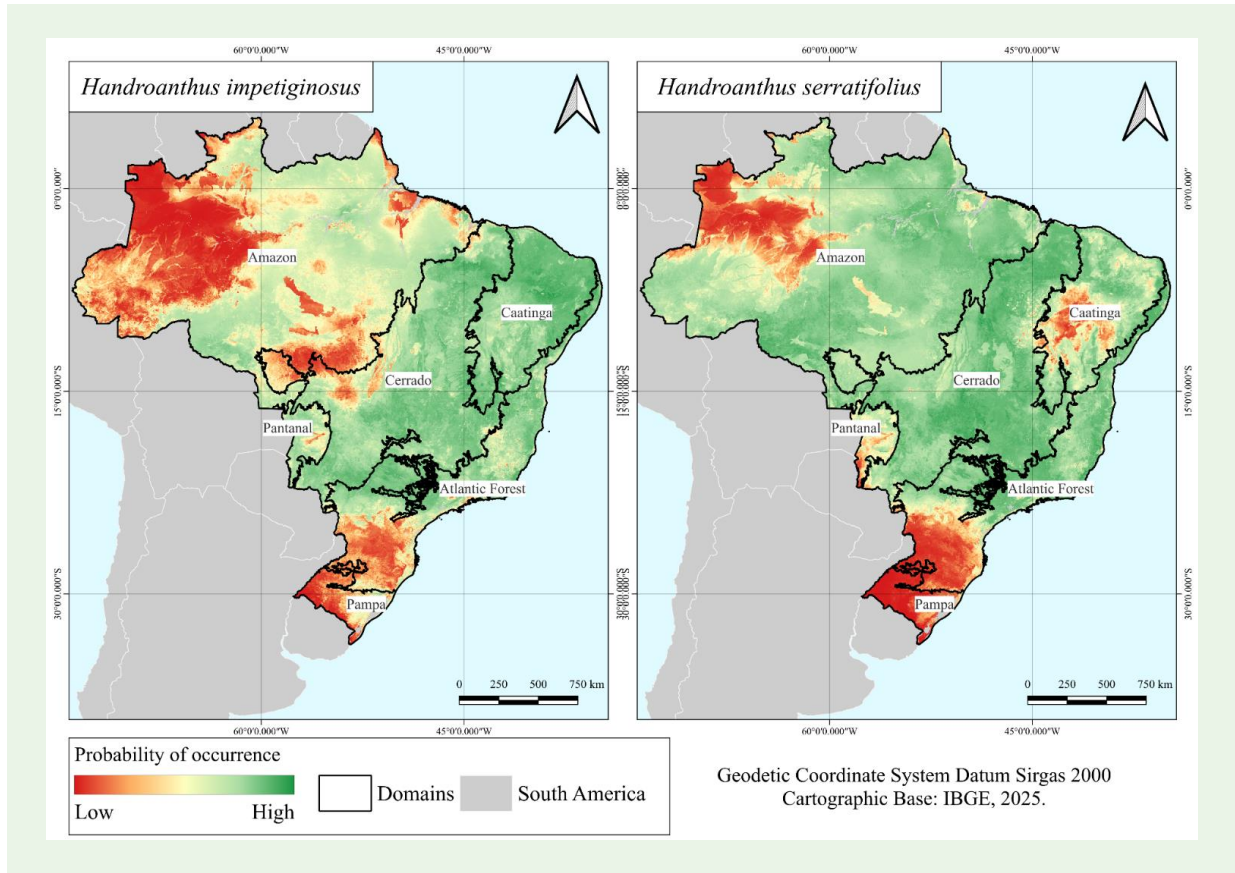 60°0'0.000"W 45°0'0.000"W
Handroanthus impetiginosus
0°0'0.000"
15°0'0.000"S
30°0'0.000"S
Amazon
Caatinga
Cerrado
Pantanal
Atlantic Forest
Pampa
0 250 500 750 km
60°0'0.000"W 45°0'0.000"W
60°0'0.000"W 45°0'0.000"W
Handroanthus serratifolius
Amazon
Caatinga
Cerrado
Pantanal
Atlantic Forest
Pampa
0°0'0.000"
15°0'0.000"S
30°0'0.000"S
0 250 500 750 km
60°0'0.000"W 45°0'0.000"W
Probability of occurrence
Low High
Domains
South America
Geodetic Coordinate System Datum Sirgas 2000
Cartographic Base: IBGE, 2025.